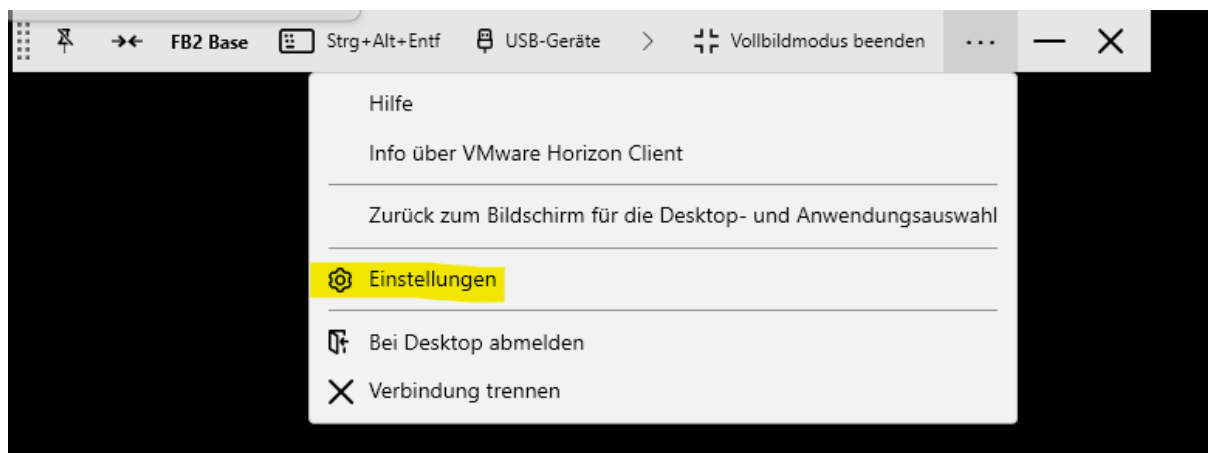 FB2 Base Strg+Alt+Entf USB-Geräte Vollbildmodus beenden
Hilfe
Info über VMware Horizon Client
Zurück zum Bildschirm für die Desktop- und Anwendungsauswahl
Einstellungen
Bei Desktop abmelden
Verbindung trennen